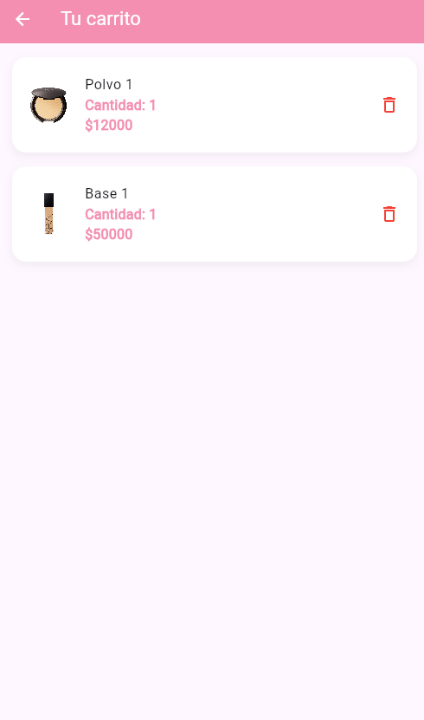 Tu carrito
Polvo 1
Cantidad: 1
$12000
Base 1
Cantidad: 1
$50000